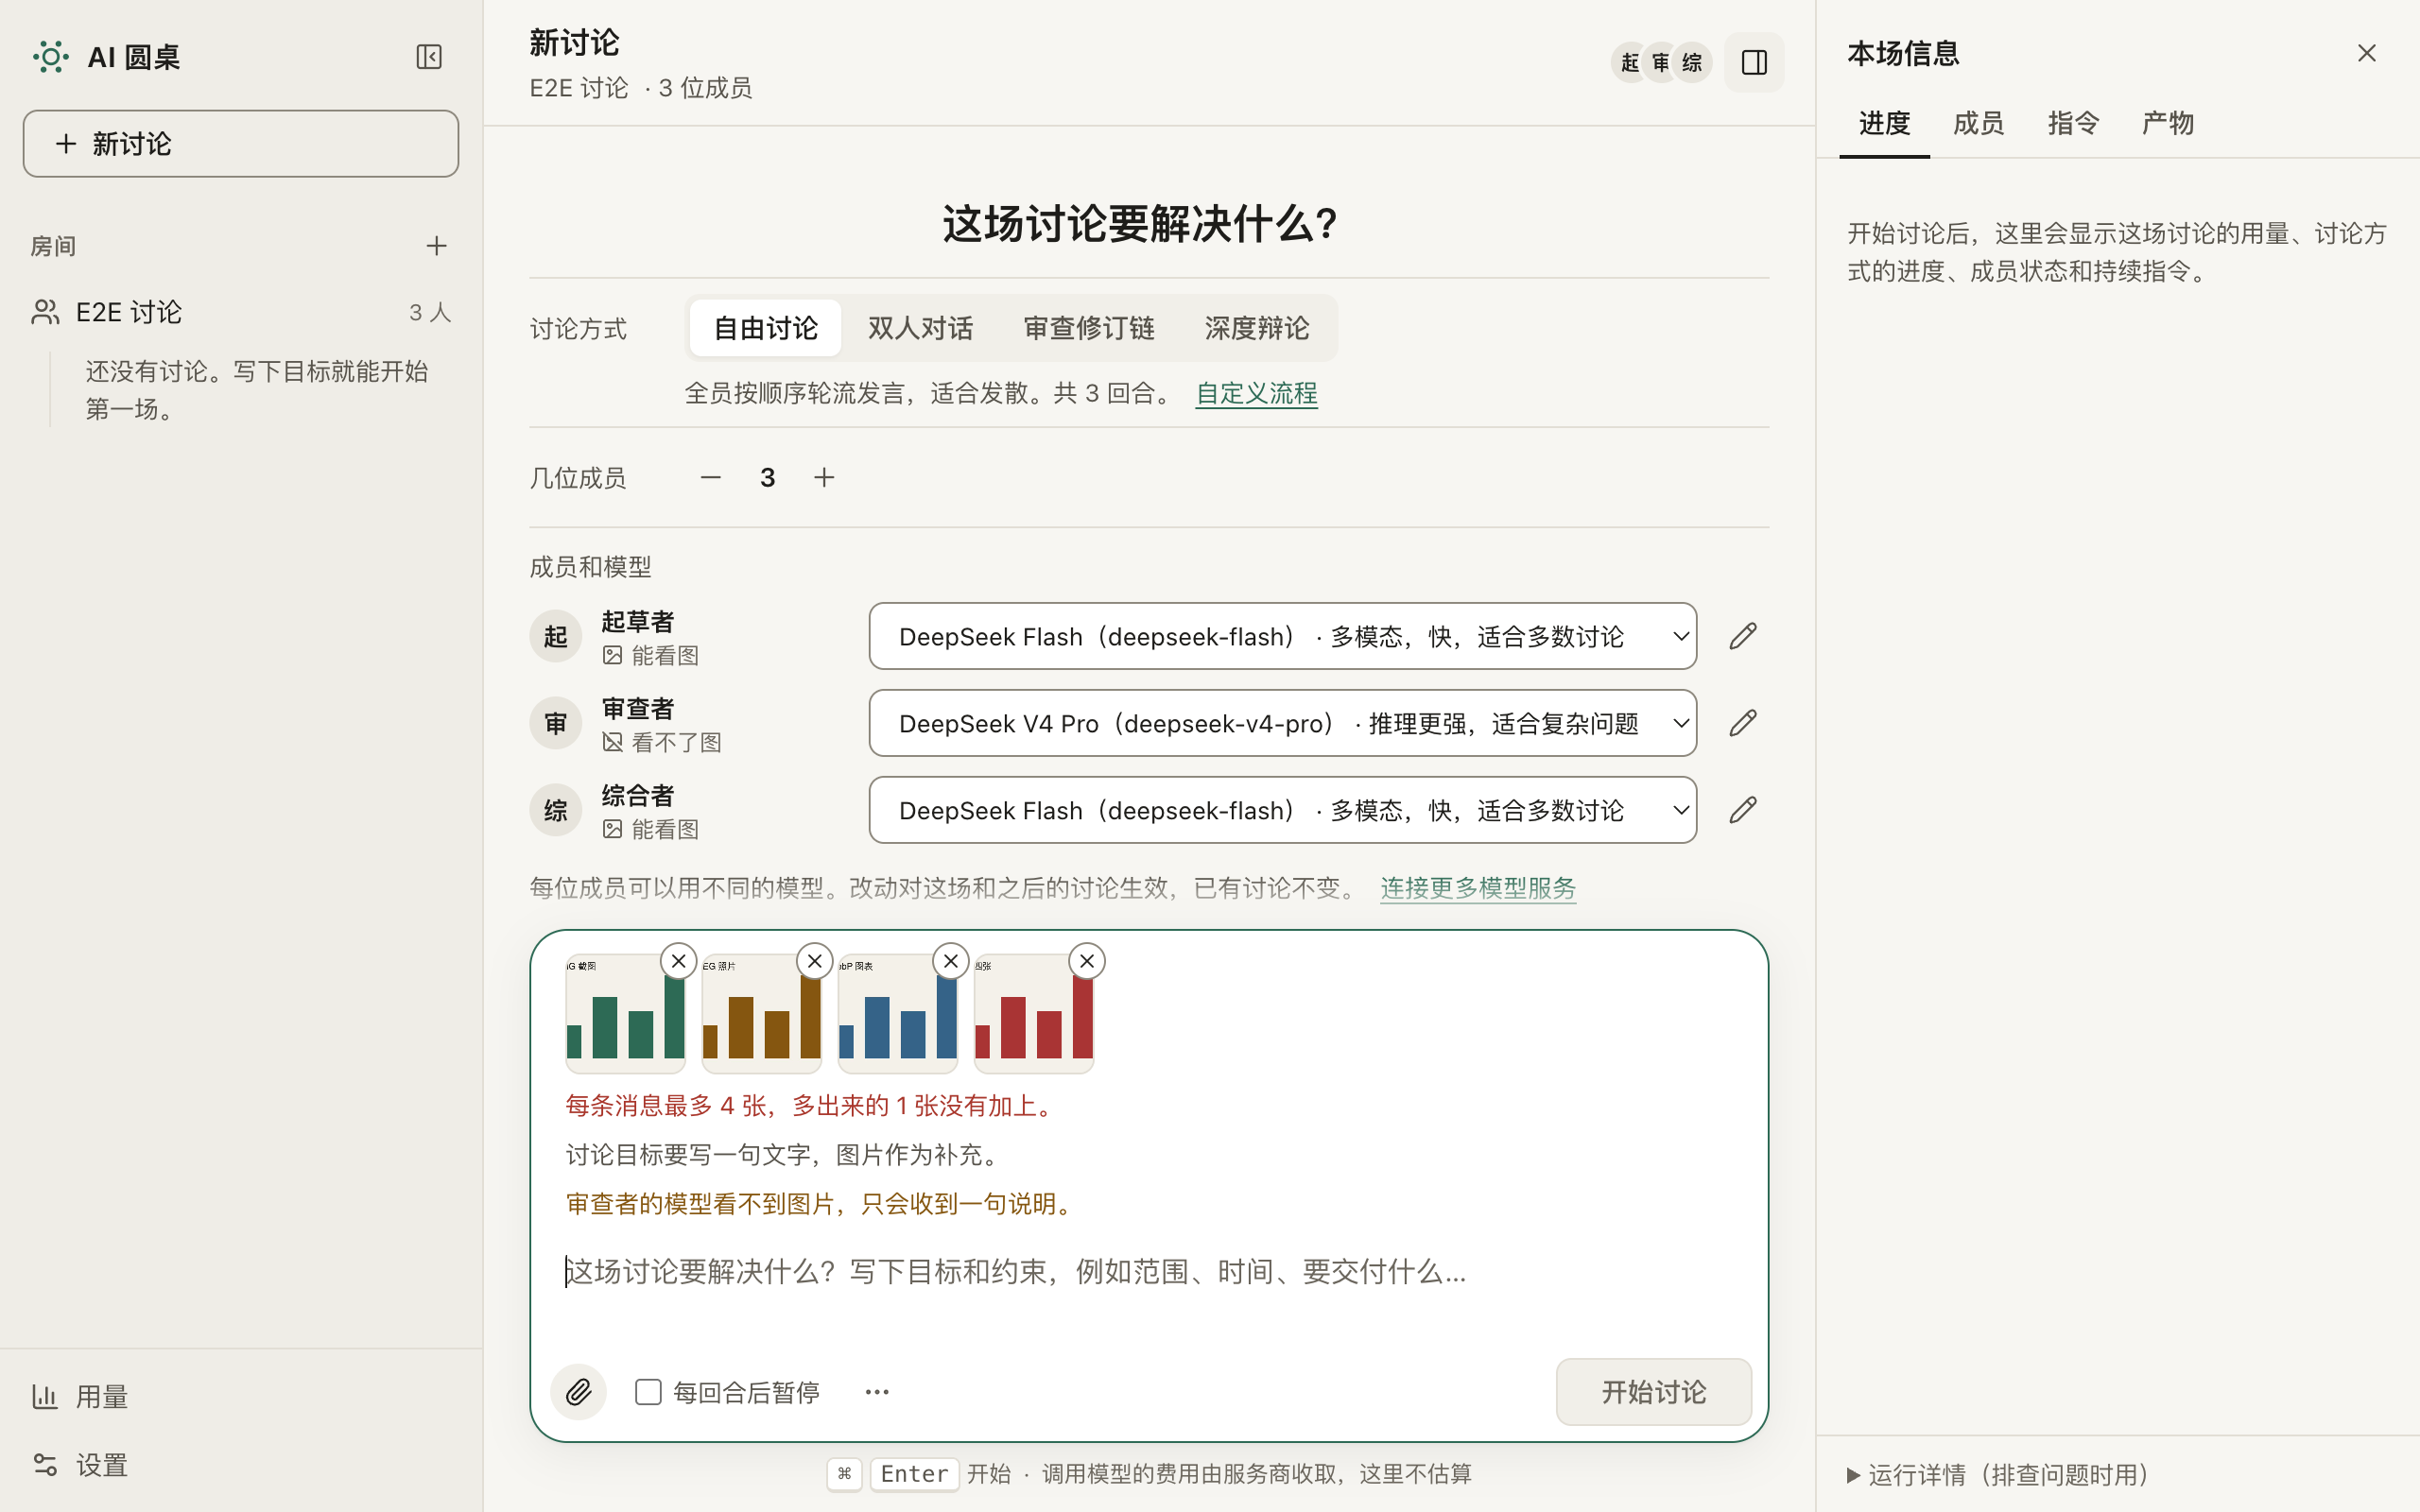 AI 圆桌
新讨论
房间
E2E 讨论
3 人
还没有讨论。写下目标就能开始
第一场。
用量
设置
新讨论
E2E 讨论 · 3 位成员
起 审 综
这场讨论要解决什么？
讨论方式
自由讨论 双人对话 审查修订链 深度辩论
全员按顺序轮流发言，适合发散。共 3 回合。 自定义流程
几位成员
3
成员和模型
起
起草者
能看图
DeepSeek Flash（deepseek-flash） · 多模态，快，适合多数讨论
审
审查者
看不了图
DeepSeek V4 Pro（deepseek-v4-pro） · 推理更强，适合复杂问题
综
综合者
能看图
DeepSeek Flash（deepseek-flash） · 多模态，快，适合多数讨论
每位成员可以用不同的模型。改动对这场和之后的讨论生效，已有讨论不变。 连接更多模型服务
G 截图
EG 照片
bP 图表
四张
每条消息最多 4 张，多出来的 1 张没有加上。
讨论目标要写一句文字，图片作为补充。
审查者的模型看不到图片，只会收到一句说明。
这场讨论要解决什么？写下目标和约束，例如范围、时间、要交付什么…
每回合后暂停
开始讨论
⌘ Enter 开始 · 调用模型的费用由服务商收取，这里不估算
本场信息
进度 成员 指令 产物
开始讨论后，这里会显示这场讨论的用量、讨论方
式的进度、成员状态和持续指令。
运行详情（排查问题时用）